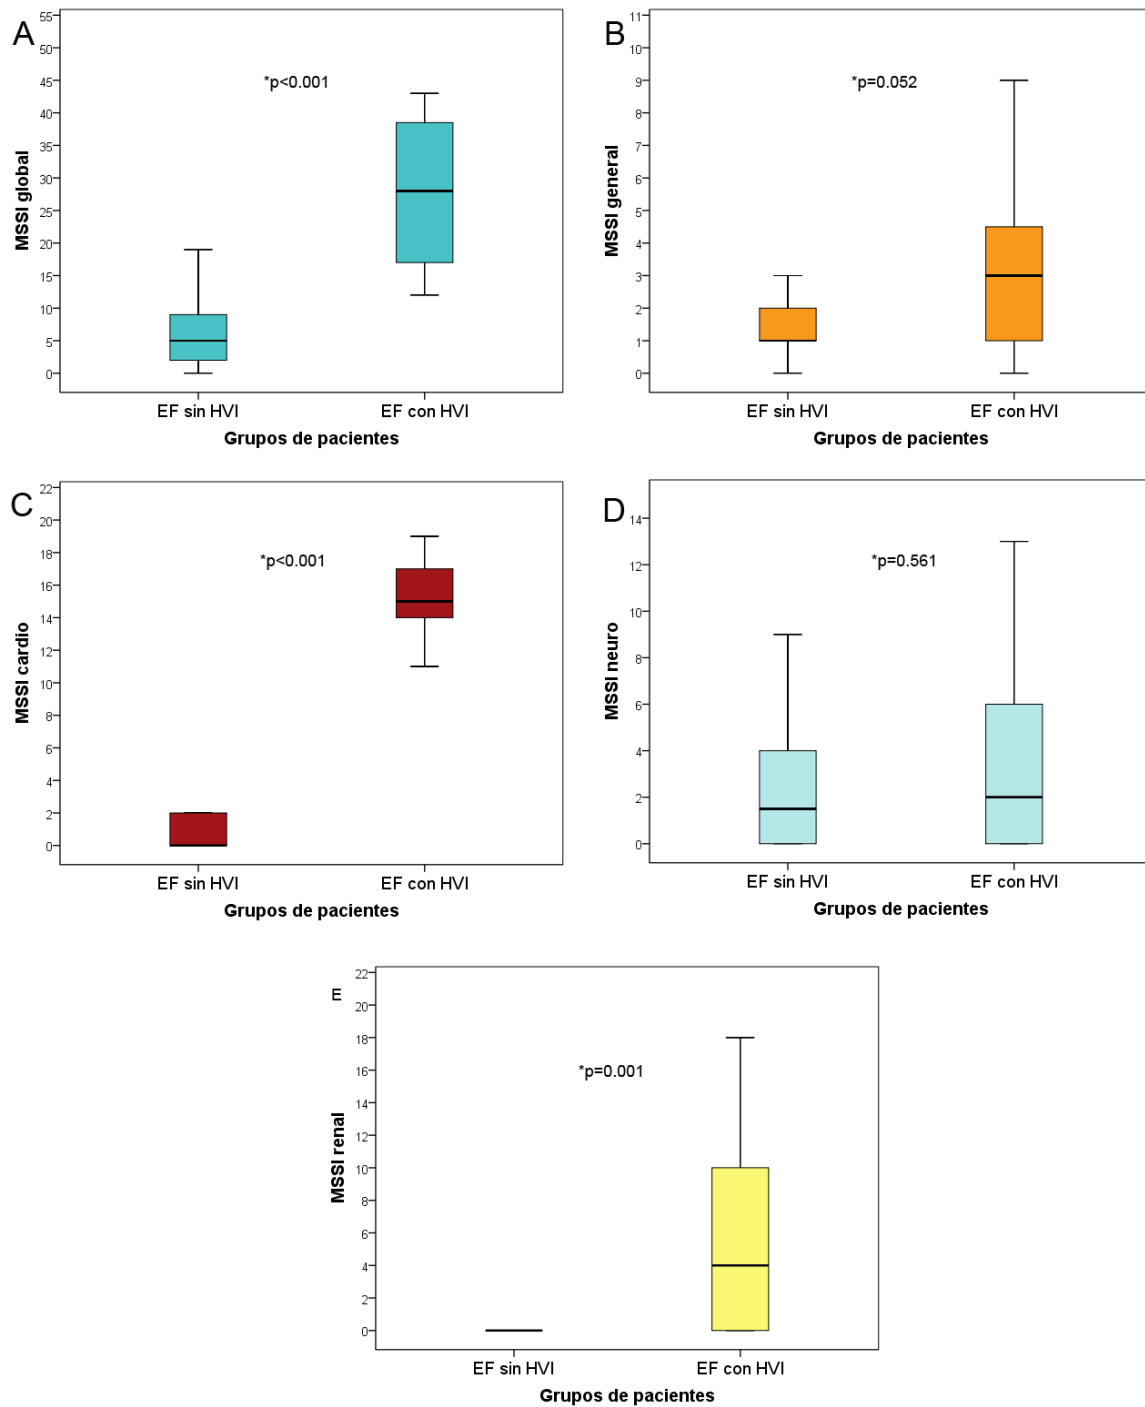 A
55
50
45
40
35
30
25
20
15
10
5
0
MSSI global
*p<0.001
EF sin HVI
EF con HVI
Grupos de pacientes
B
11
10
9
8
7
6
5
4
3
2
1
0
MSSI general
*p=0.052
EF sin HVI
EF con HVI
Grupos de pacientes
C
22
20
18
16
14
12
10
8
6
4
2
0
MSSI cardio
*p<0.001
EF sin HVI
EF con HVI
Grupos de pacientes
D
14
12
10
8
6
4
2
0
MSSI neuro
*p=0.561
EF sin HVI
EF con HVI
Grupos de pacientes
E
22
20
18
16
14
12
10
8
6
4
2
0
MSSI renal
*p=0.001
EF sin HVI
EF con HVI
Grupos de pacientes